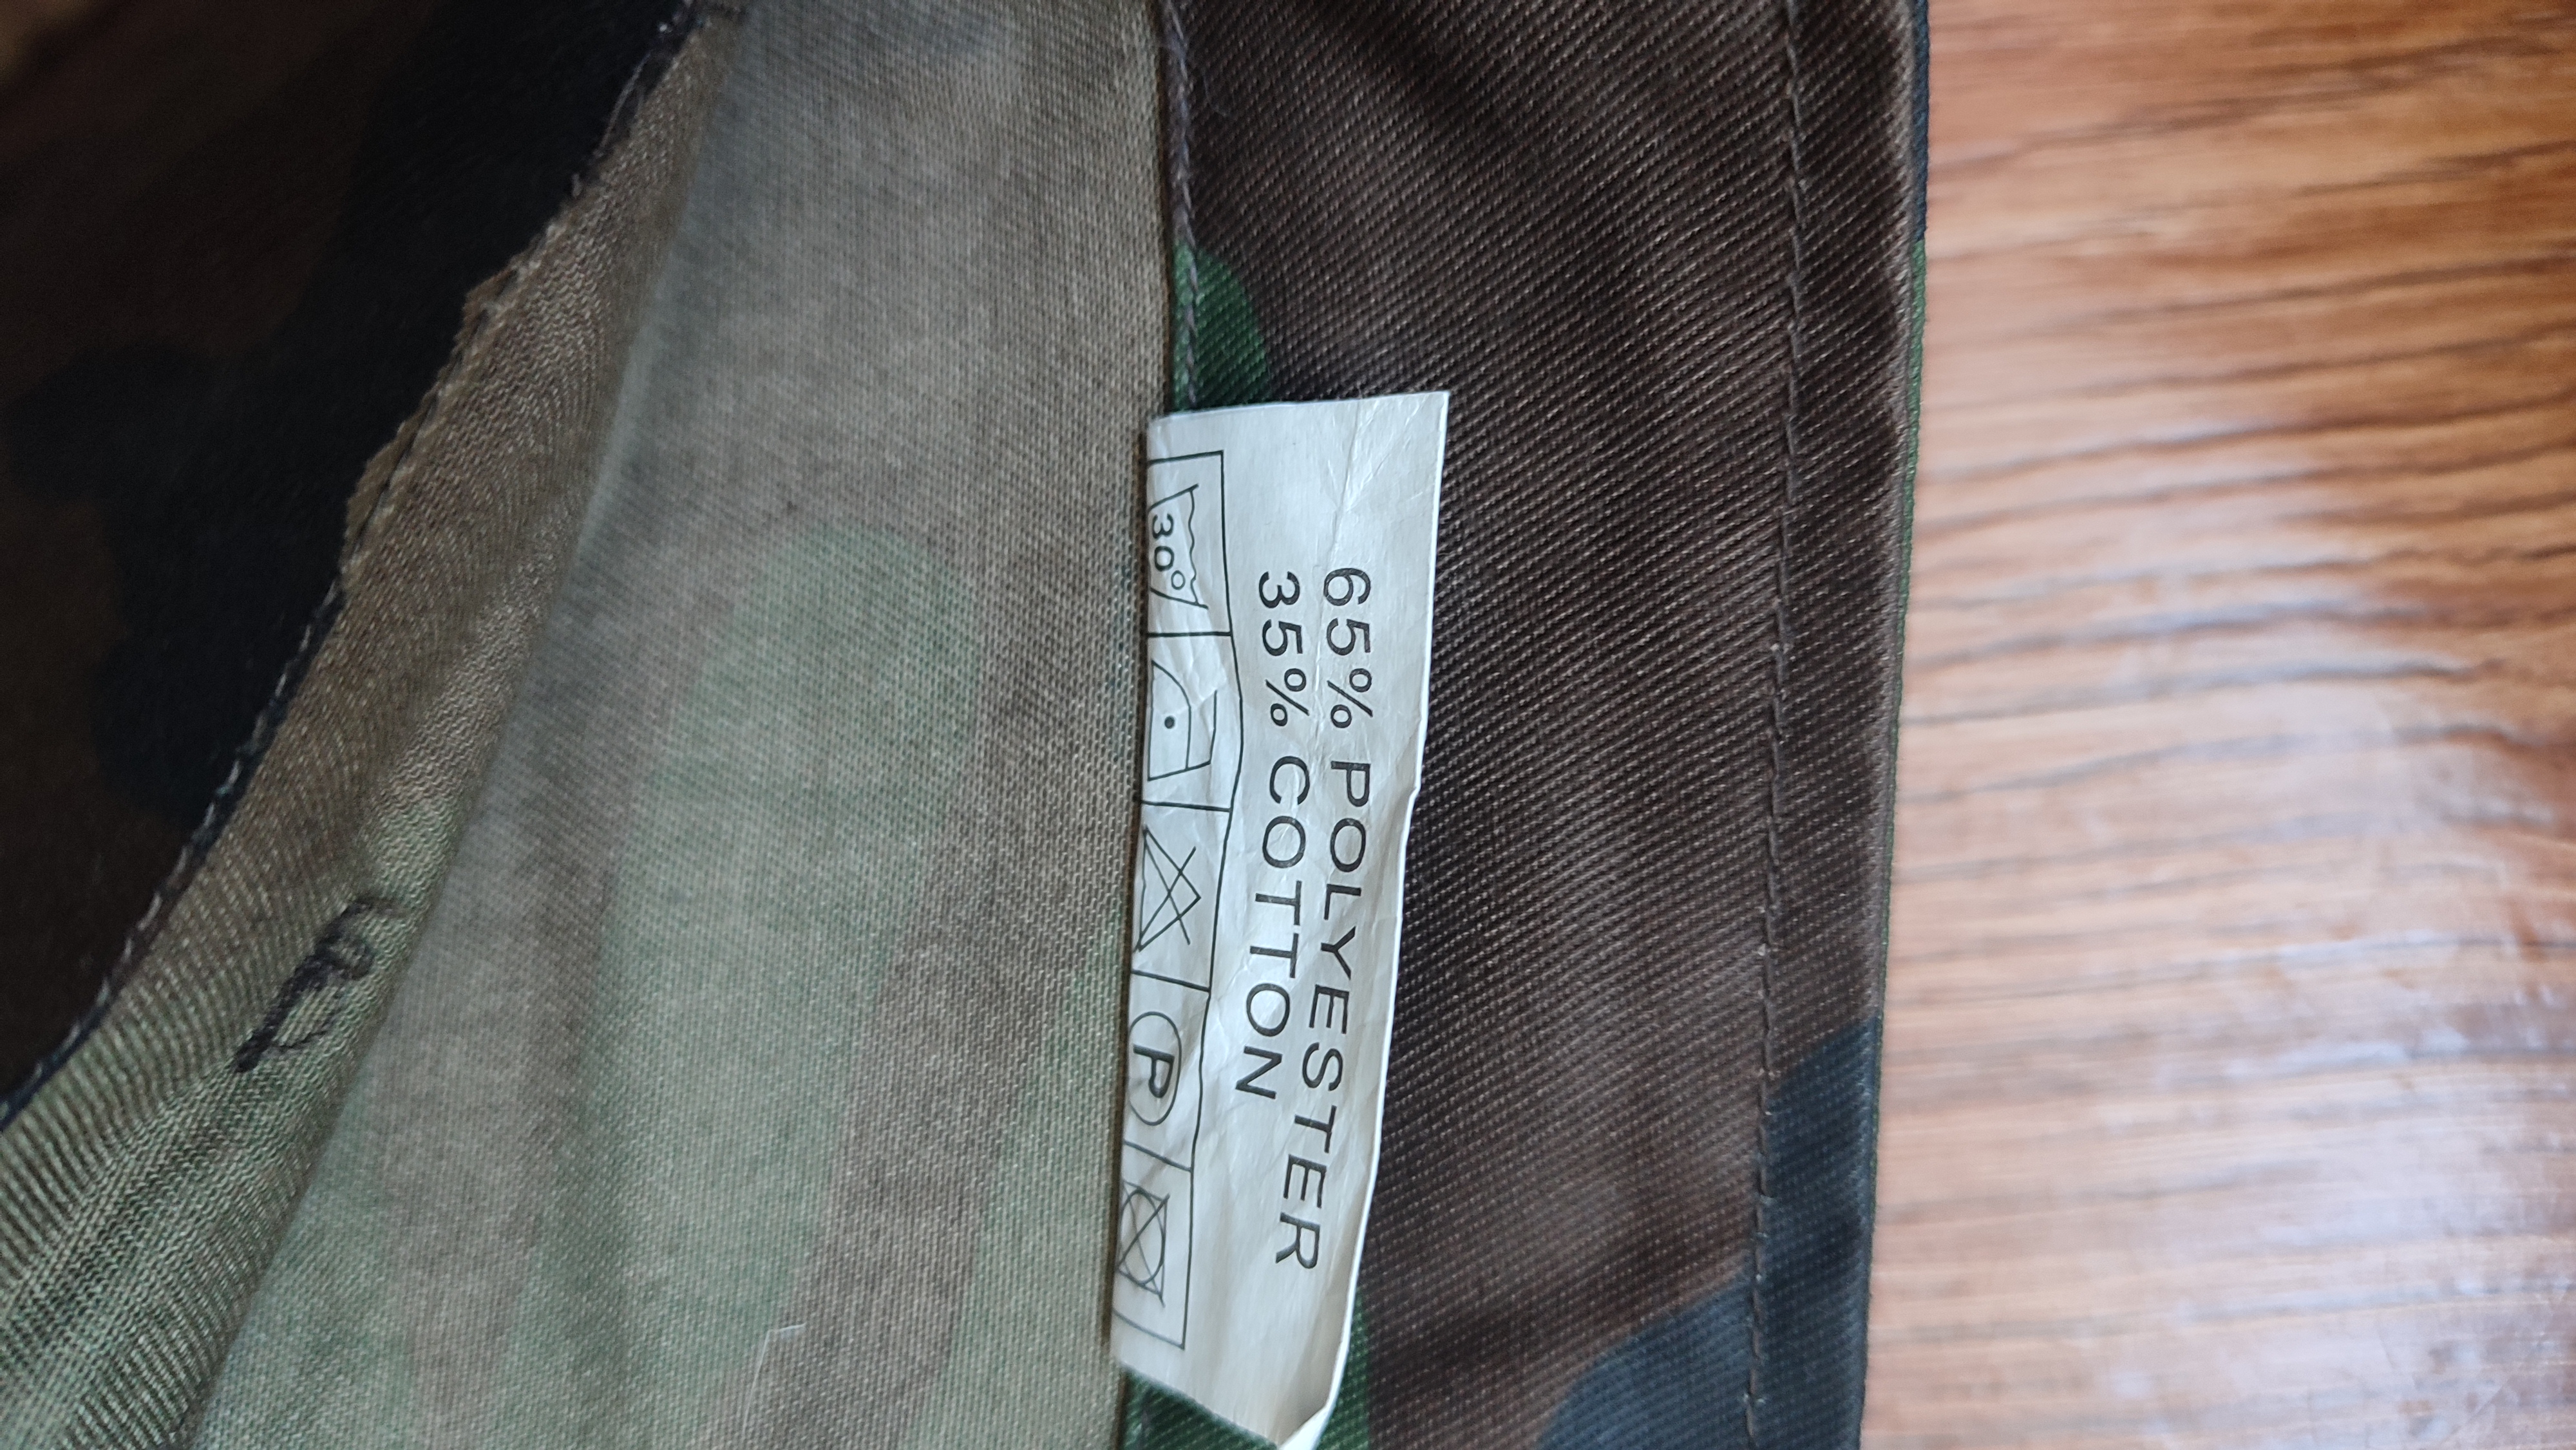 65% POLYESTER
35% COTTON
30°
P